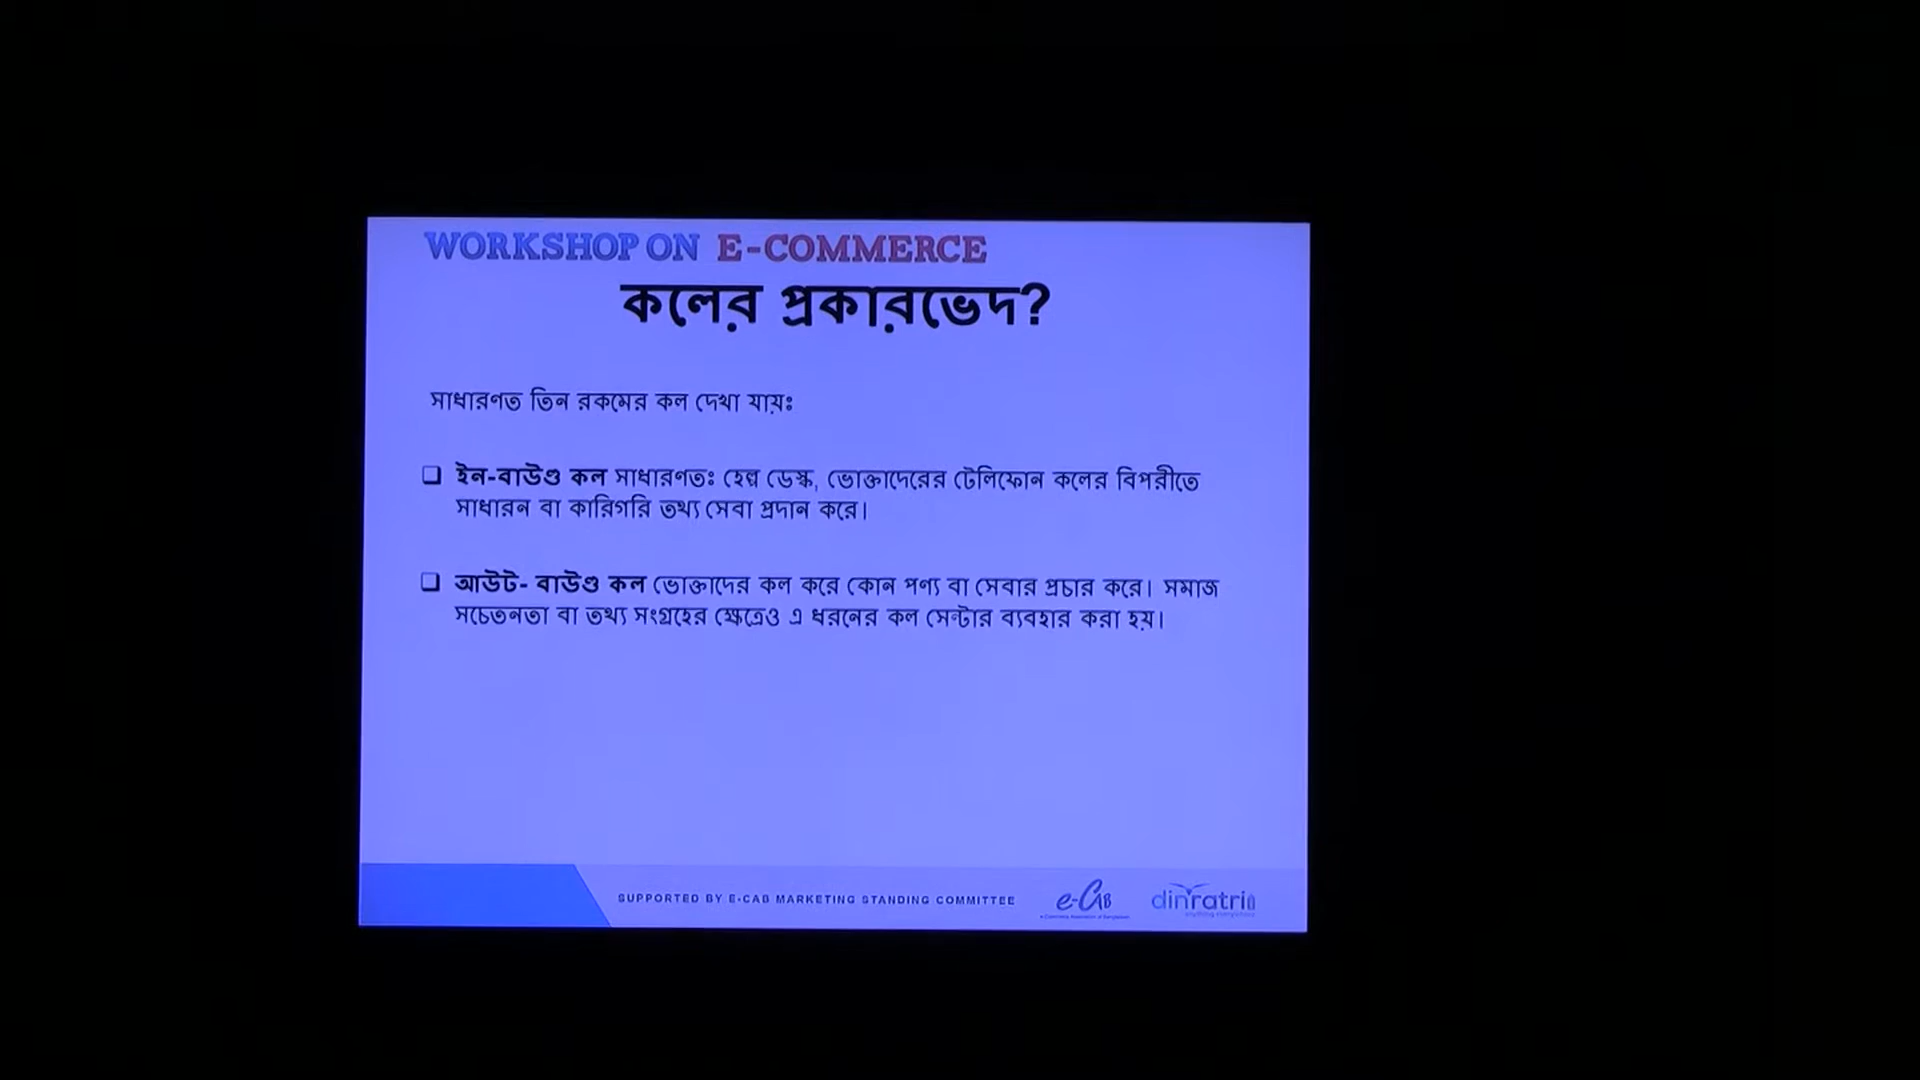 WORKSHOP ON E-COMMERCE
কলের প্রকারভেদ?
সাধারণত তিন রকমের কল দেখা যায়ঃ
ইন-বাউণ্ড কল সাধারণতঃ হেল্প ডেস্ক, ভোক্তাদেরের টেলিফোন কলের বিপরীতে
সাধারন বা কারিগরি তথ্য সেবা প্রদান করে।
আউট- বাউণ্ড কল ভোক্তাদের কল করে কোন পণ্য বা সেবার প্রচার করে। সমাজ
সচেতনতা বা তথ্য সংগ্রহের ক্ষেত্রেও এ ধরনের কল সেন্টার ব্যবহার করা হয়।
SUPPORTED BY E-CAB MARKETING STANDING COMMITTEE
e-CAB
dinratri